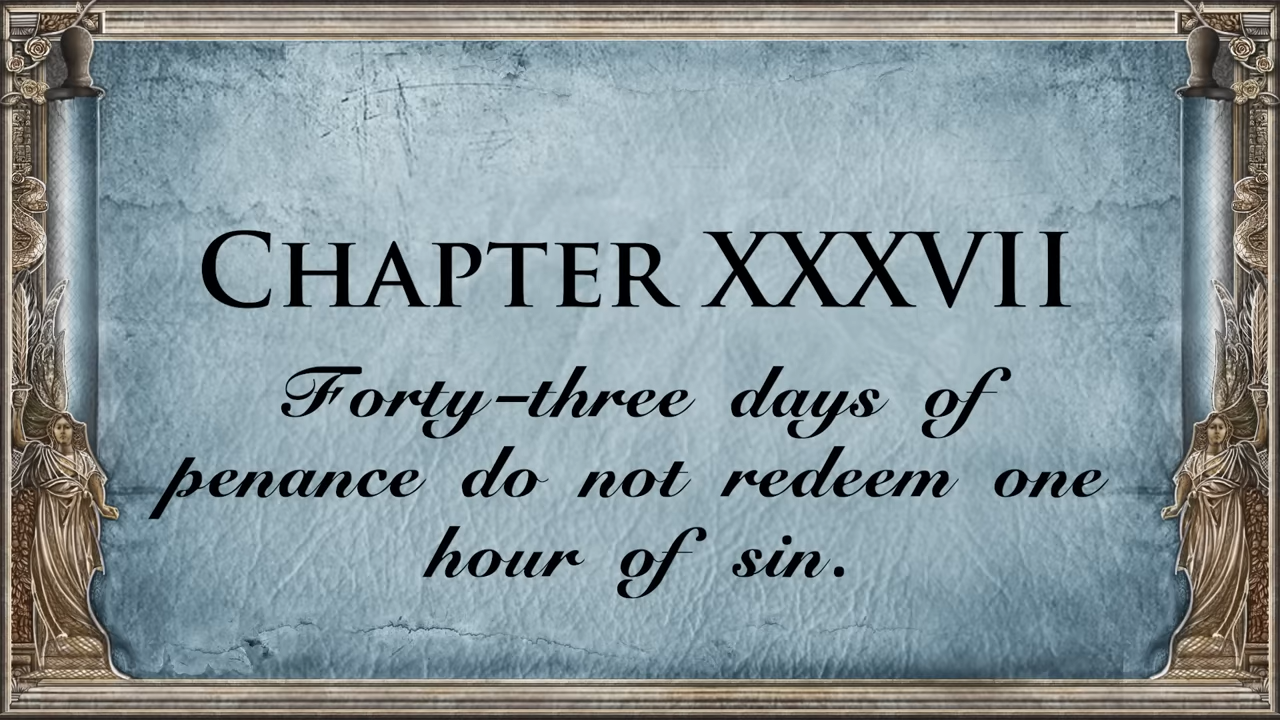 Chapter XXXVII
Forty-three days of
penance do not redeem one
hour of sin.